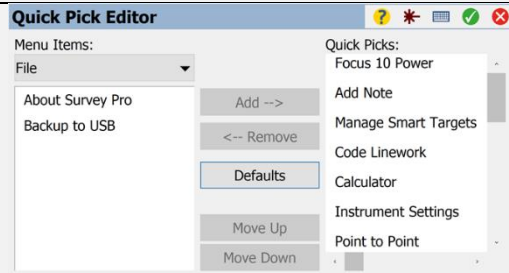 Quick Pick Editor
Menu Items:
File
About Survey Pro
Backup to USB
Add -->
<-- Remove
Defaults
Move Up
Move Down
Quick Picks:
Focus 10 Power
Add Note
Manage Smart Targets
Code Linework
Calculator
Instrument Settings
Point to Point